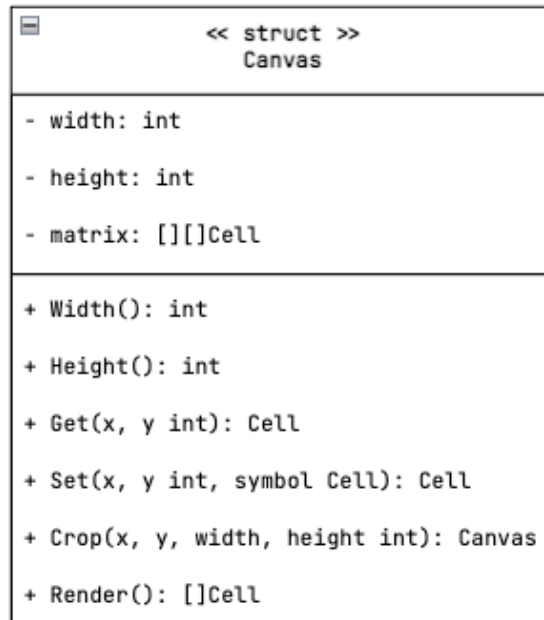 << struct >>
Canvas
- width: int
- height: int
- matrix: [][]Cell
+ Width(): int
+ Height(): int
+ Get(x, y int): Cell
+ Set(x, y int, symbol Cell): Cell
+ Crop(x, y, width, height int): Canvas
+ Render(): []Cell